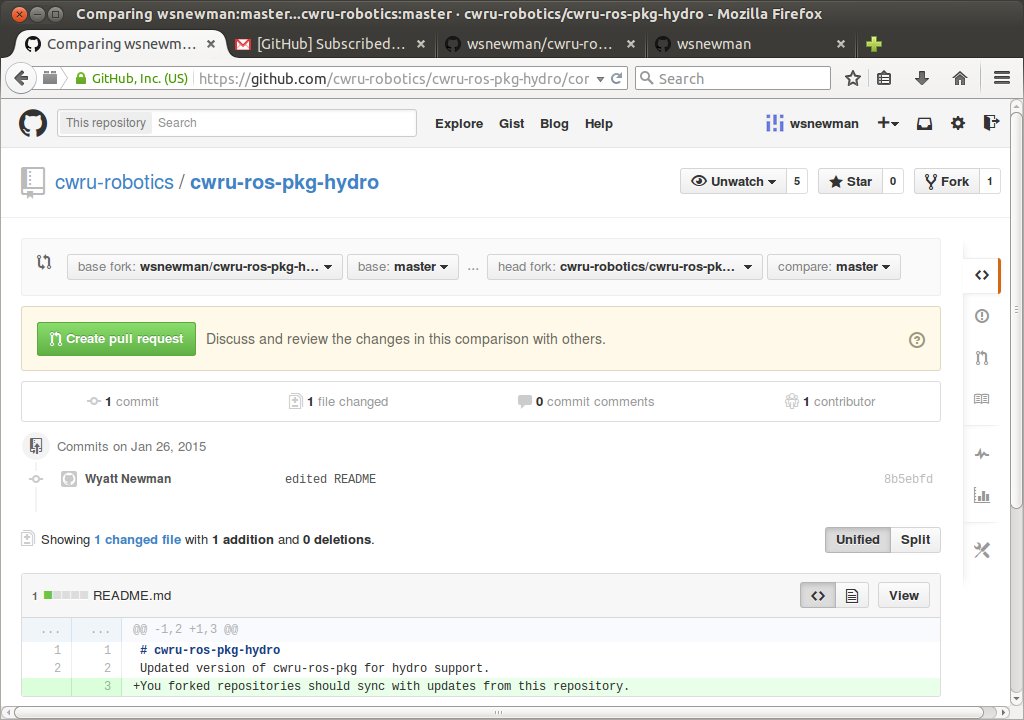 Comparing wsnewman:master...cwru-robotics:master · cwru-robotics/cwru-ros-pkg-hydro - Mozilla Firefox
Comparing wsnewm... [GitHub] Subscribed... wsnewman/cwru-ro... wsnewman
GitHub, Inc. (US) https://github.com/cwru-robotics/cwru-ros-pkg-hydro/cor Search
This repository Search Explore Gist Blog Help wsnewman
cwru-robotics / cwru-ros-pkg-hydro Unwatch 5 Star 0 Fork 1
base fork: wsnewman/cwru-ros-pkg-h... base: master ... head fork: cwru-robotics/cwru-ros-pk... compare: master
Create pull request Discuss and review the changes in this comparison with others.
1 commit 1 file changed 0 commit comments 1 contributor
Commits on Jan 26, 2015
Wyatt Newman edited README 8b5ebfd
Showing 1 changed file with 1 addition and 0 deletions. Unified Split
1 README.md View
... ... @@ -1,2 +1,3 @@
1 1 # cwru-ros-pkg-hydro
2 2 Updated version of cwru-ros-pkg for hydro support.
3 +You forked repositories should sync with updates from this repository.